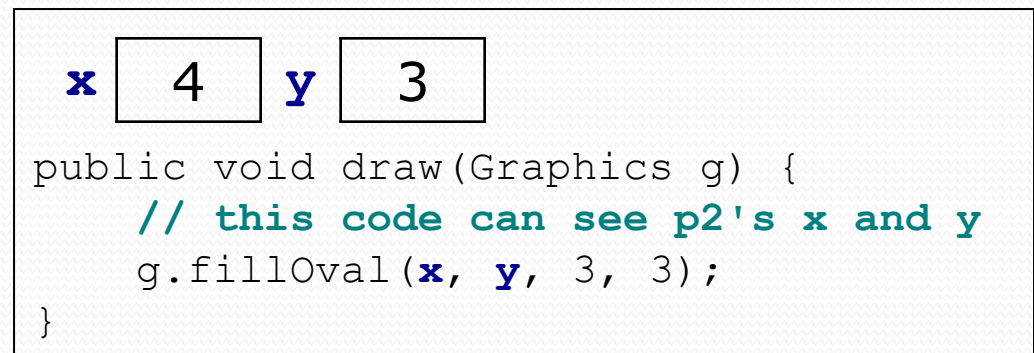 x 4 y 3
public void draw(Graphics g) {
    // this code can see p2's x and y
    g.fillOval(x, y, 3, 3);
}